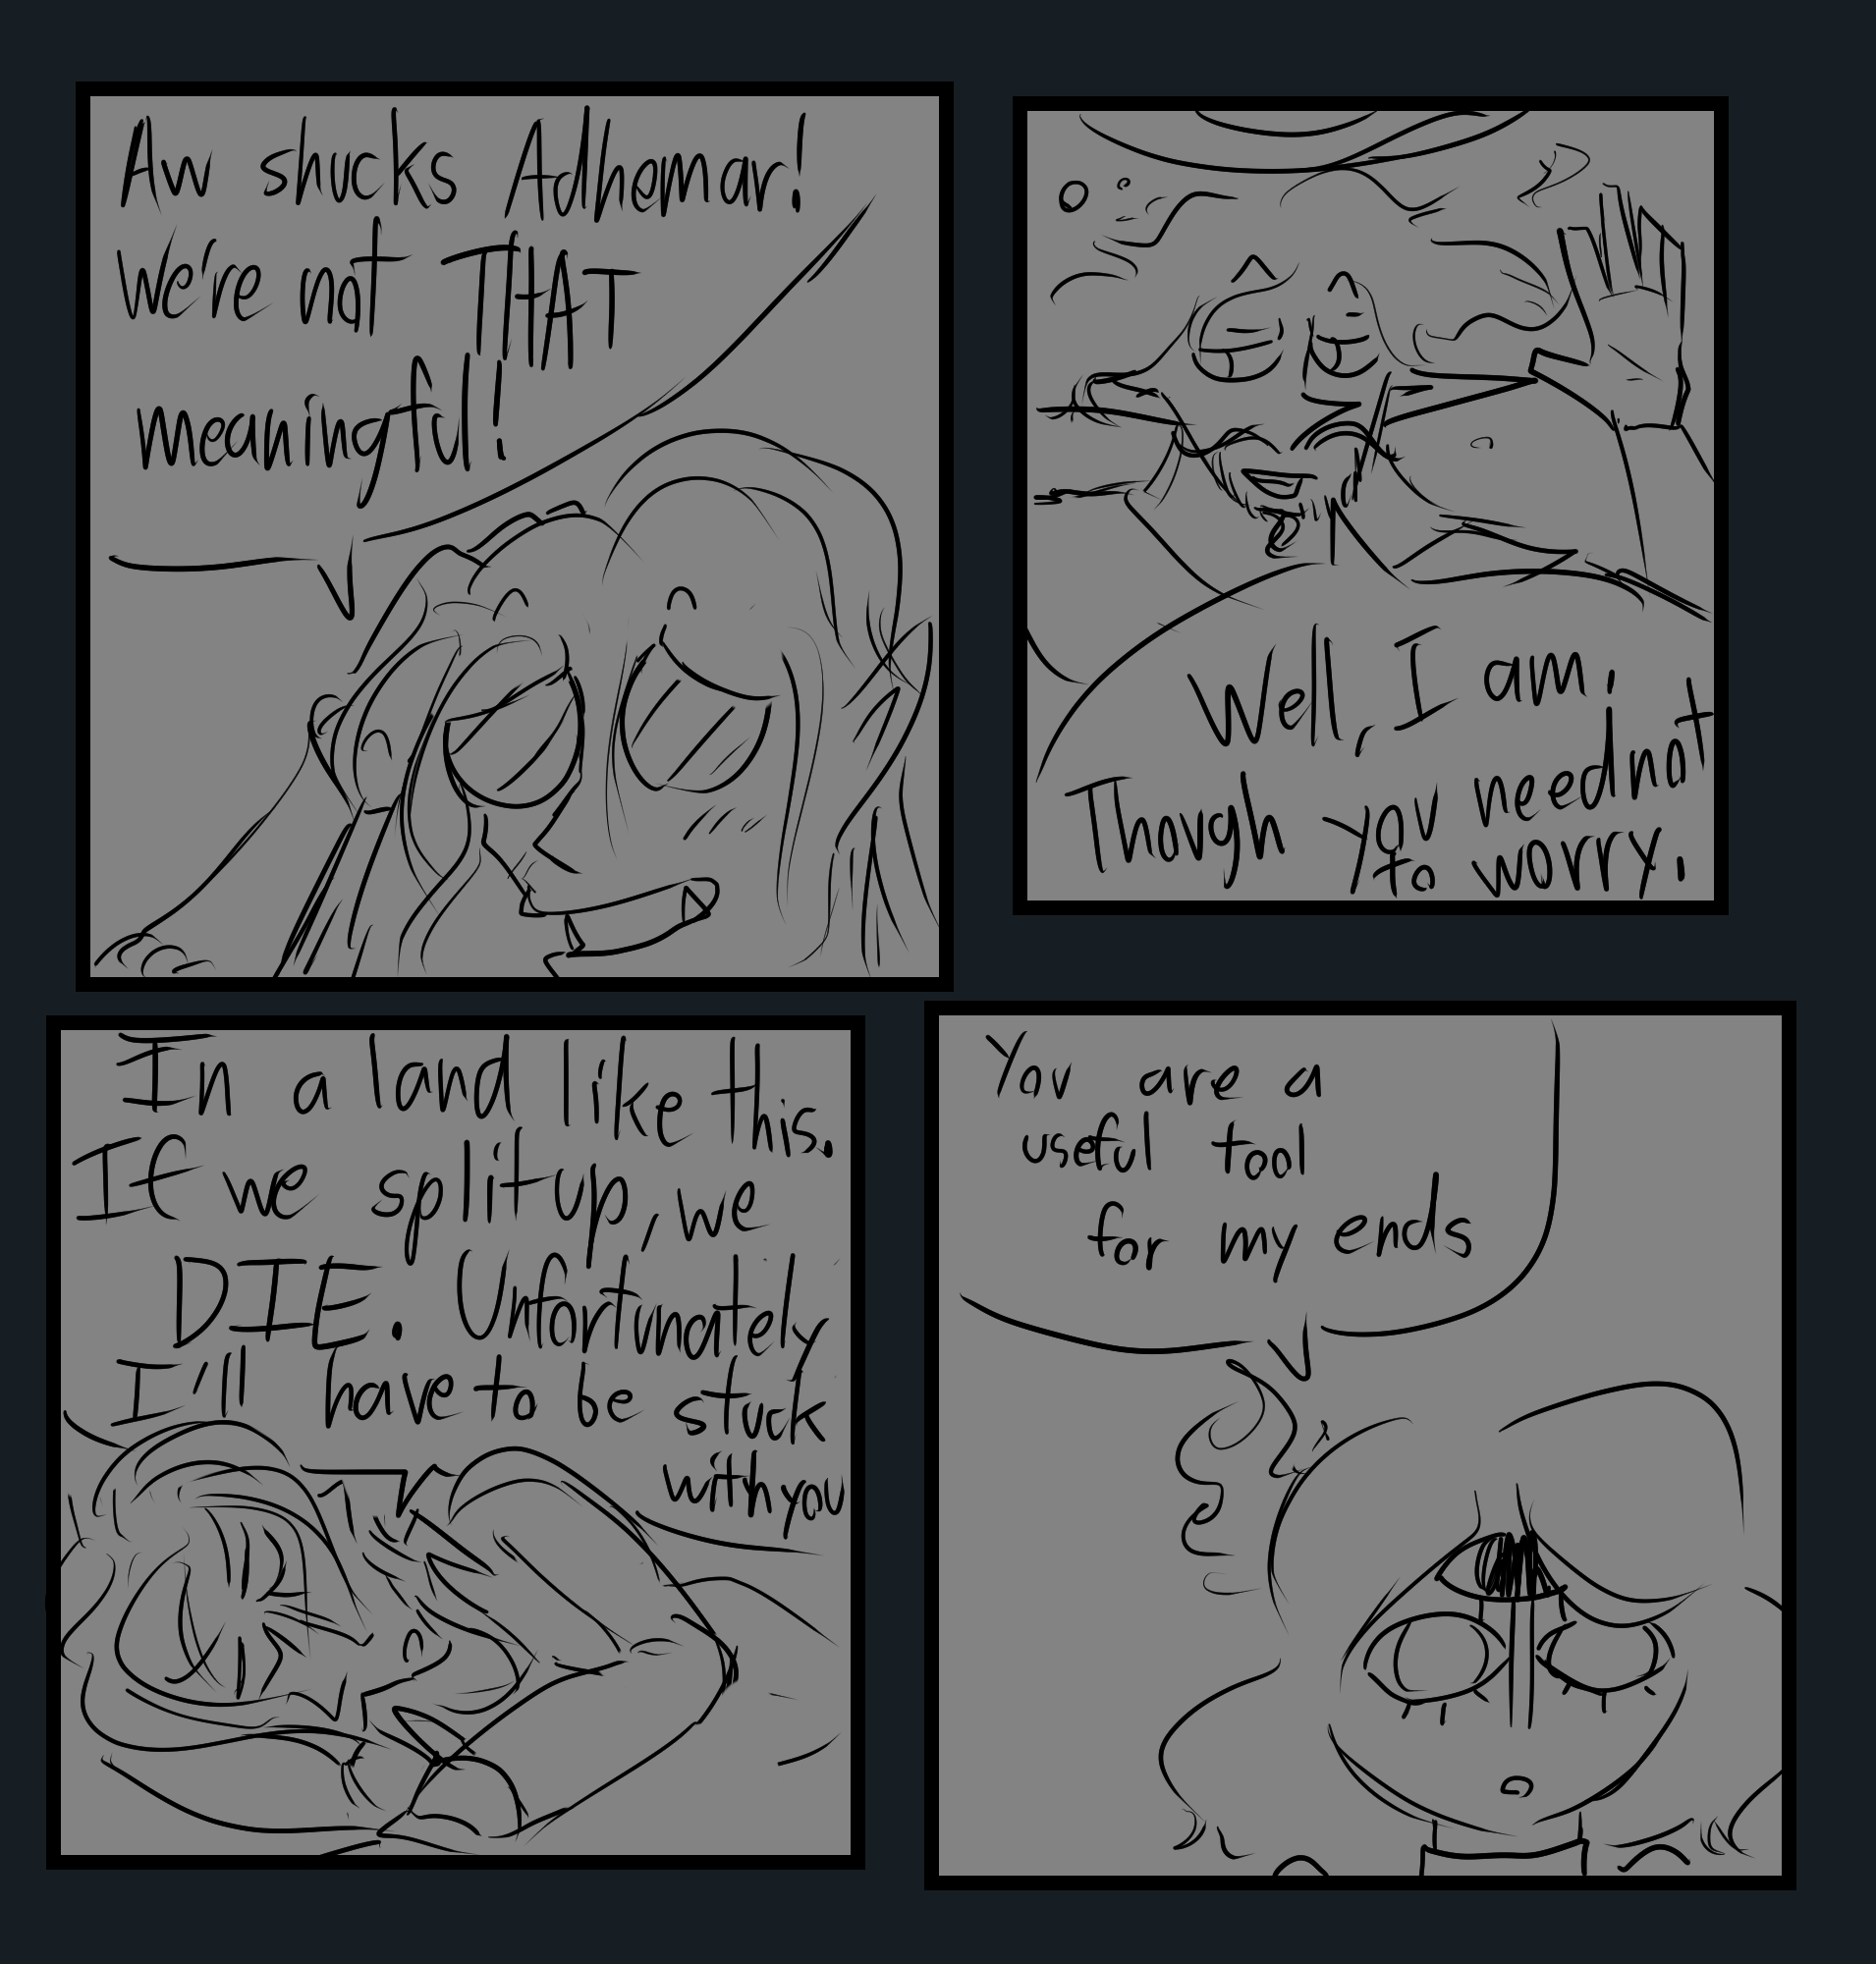 Aw shucks Adhemar!
We're not THAT
meaningful!
Well, I am.
Though you need not
to worry.
In a land like this.
If we split up, we
DIE. Unfortunately
I'll have to be stuck
with you
You are a
useful tool
for my ends